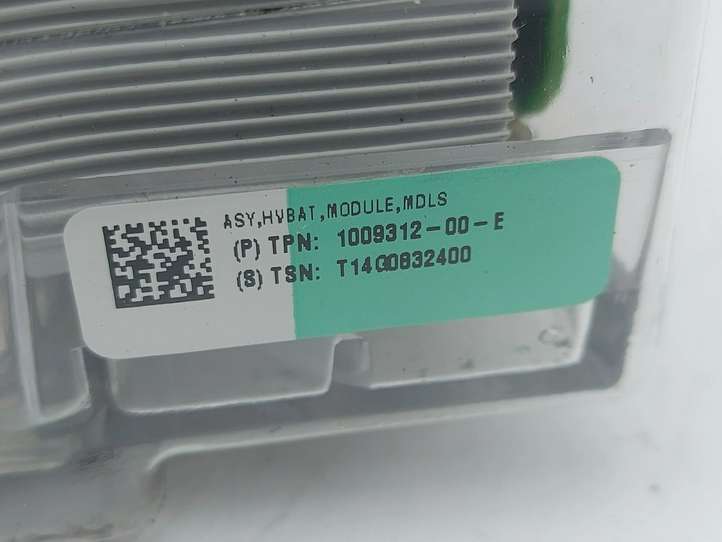 ASY,HVBAT,MODULE,MDLS
(P) TPN: 1009312-00-E
(S) TSN: T14G0832400